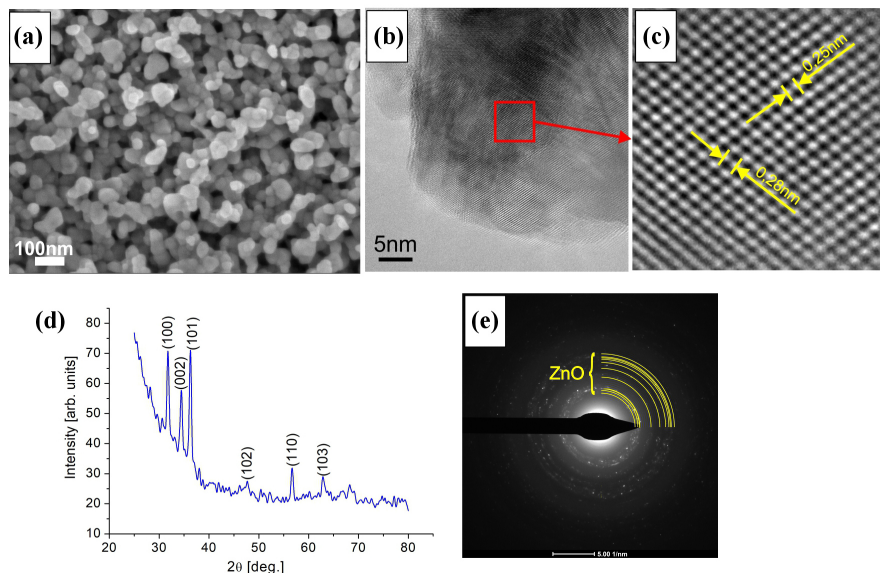 (a)
100nm
(b)
5nm
(c)
0,25nm
0,28nm
(d)
Intensity [arb. units]
80
70
60
50
40
30
20
10
(100)
(002)
(101)
(102)
(110)
(103)
20 30 40 50 60 70 80
2θ [deg.]
(e)
ZnO
5.00 1/nm